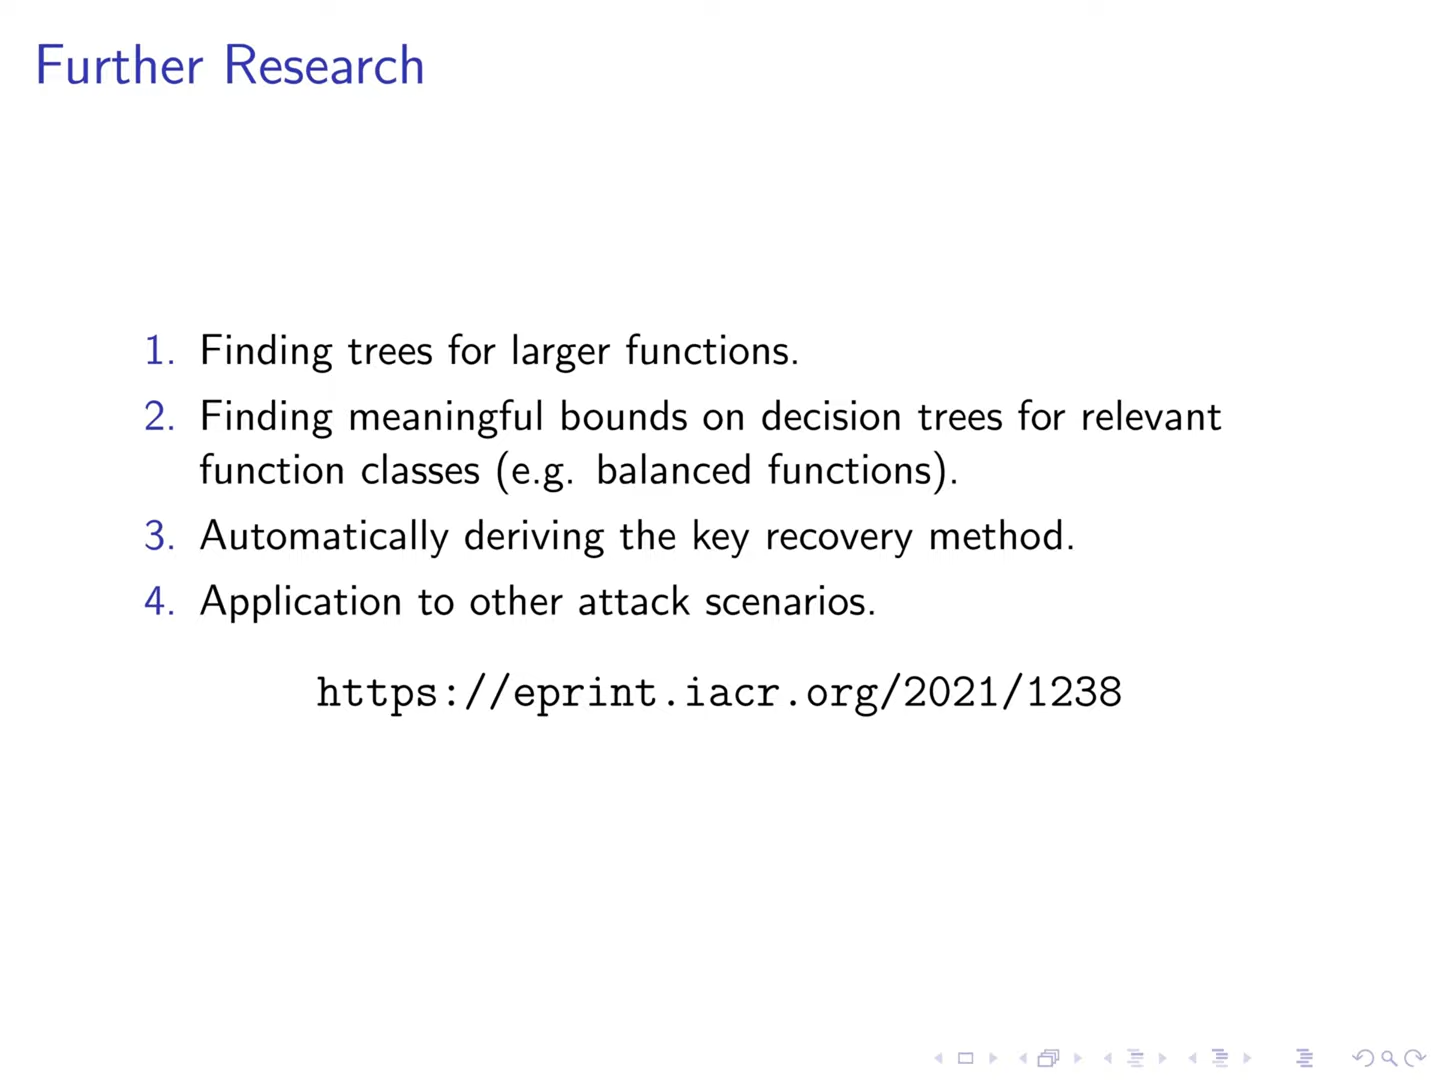 Further Research
1. Finding trees for larger functions.
2. Finding meaningful bounds on decision trees for relevant
function classes (e.g. balanced functions).
3. Automatically deriving the key recovery method.
4. Application to other attack scenarios.
https://eprint.iacr.org/2021/1238